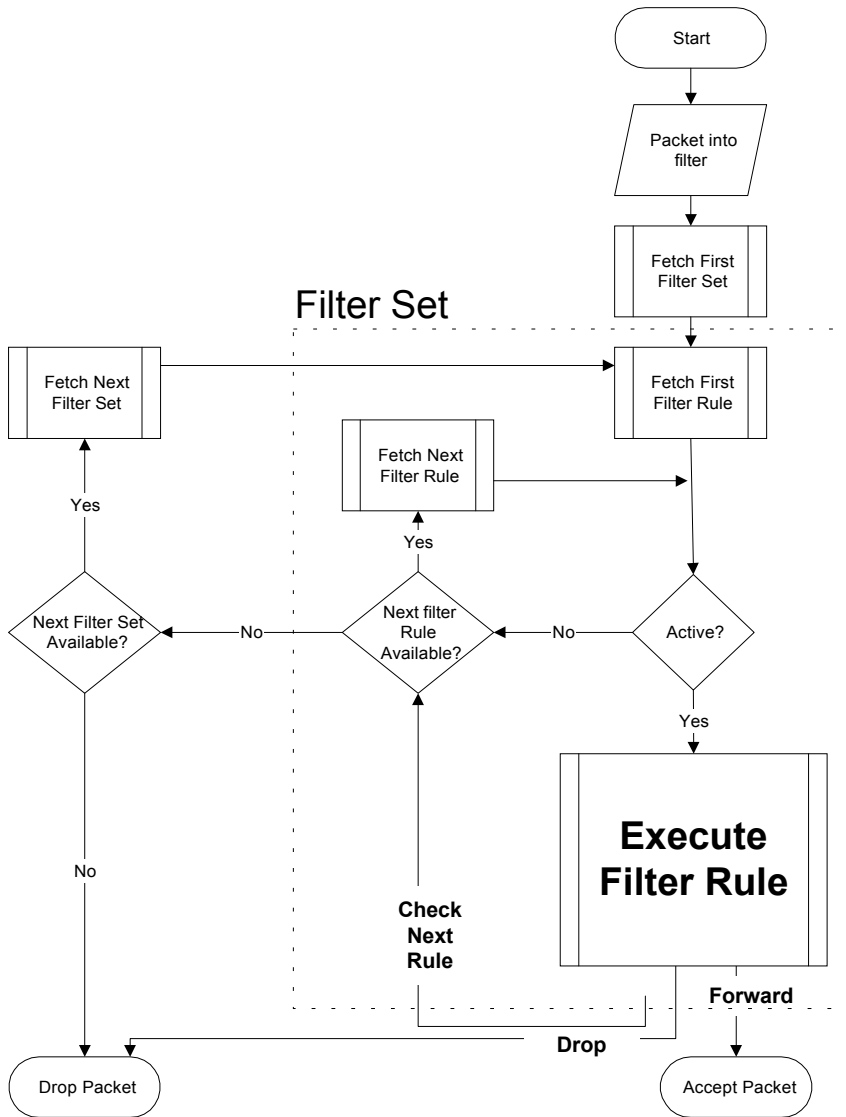 Start
Packet into
filter
Fetch First
Filter Set
Filter Set
Fetch Next
Filter Set
Fetch First
Filter Rule
Fetch Next
Filter Rule
Yes
Yes
Next Filter Set
Available?
No
Next filter
Rule
Available?
No
Active?
Yes
Execute
Filter Rule
No
Check
Next
Rule
Forward
Drop
Drop Packet
Accept Packet